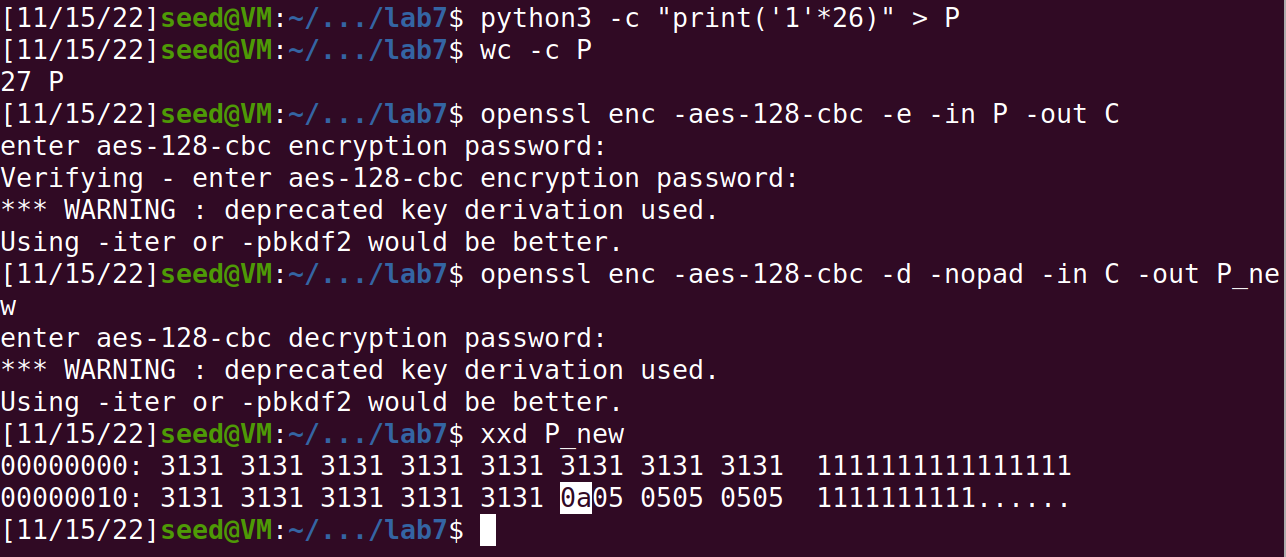 [11/15/22]seed@VM:~/.../lab7$ python3 -c "print('1'*26)" > P
[11/15/22]seed@VM:~/.../lab7$ wc -c P
27 P
[11/15/22]seed@VM:~/.../lab7$ openssl enc -aes-128-cbc -e -in P -out C
enter aes-128-cbc encryption password:
Verifying - enter aes-128-cbc encryption password:
*** WARNING : deprecated key derivation used.
Using -iter or -pbkdf2 would be better.
[11/15/22]seed@VM:~/.../lab7$ openssl enc -aes-128-cbc -d -nopad -in C -out P_ne
w
enter aes-128-cbc decryption password:
*** WARNING : deprecated key derivation used.
Using -iter or -pbkdf2 would be better.
[11/15/22]seed@VM:~/.../lab7$ xxd P_new
00000000: 3131 3131 3131 3131 3131 3131 3131 3131  1111111111111111
00000010: 3131 3131 3131 3131 3131 0a05 0505 0505  1111111111......
[11/15/22]seed@VM:~/.../lab7$